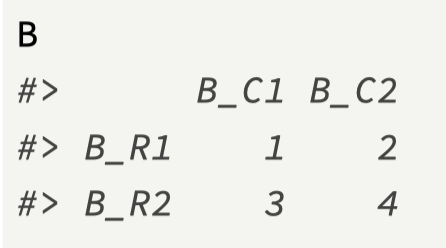 B
#>      B_C1 B_C2
#> B_R1    1    2
#> B_R2    3    4